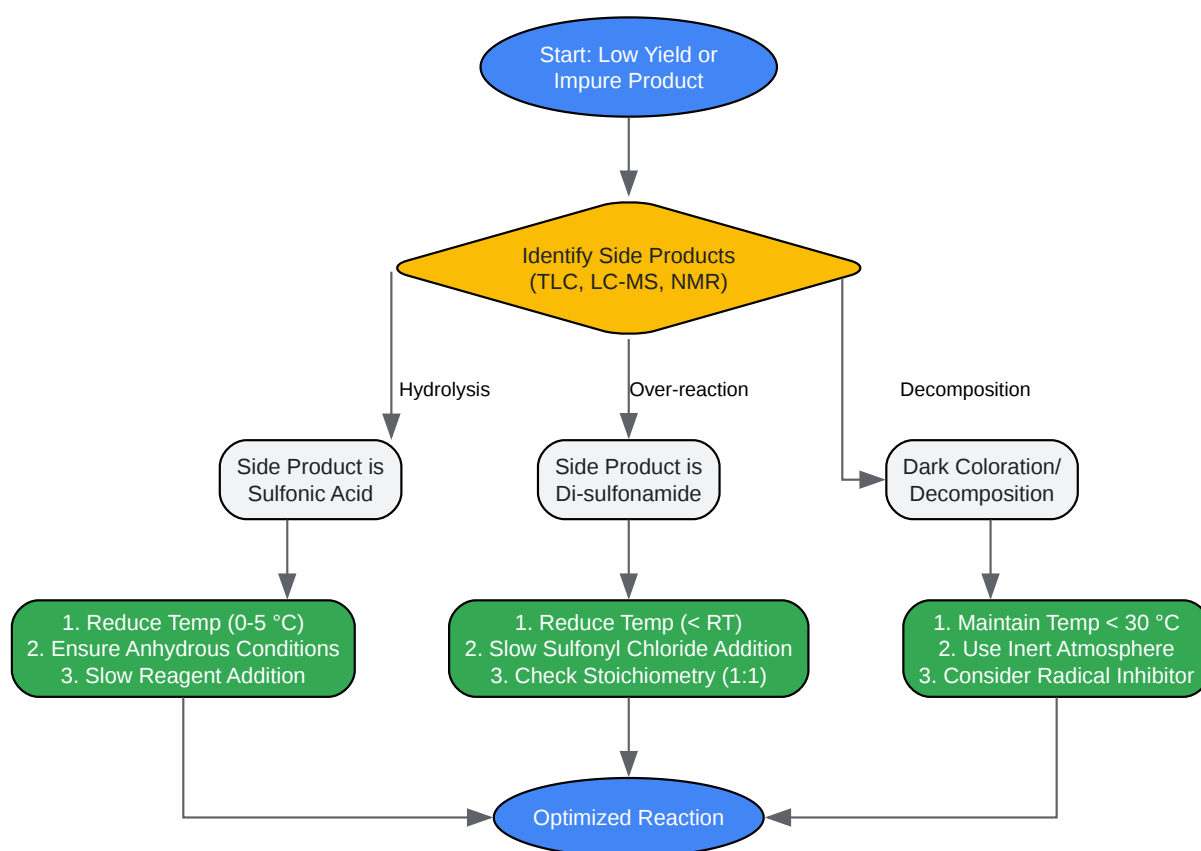 Start: Low Yield or
Impure Product
Identify Side Products
(TLC, LC-MS, NMR)
Hydrolysis
Over-reaction
Decomposition
Side Product is
Sulfonic Acid
Side Product is
Di-sulfonamide
Dark Coloration/
Decomposition
1. Reduce Temp (0-5 °C)
2. Ensure Anhydrous Conditions
3. Slow Reagent Addition
1. Reduce Temp (< RT)
2. Slow Sulfonyl Chloride Addition
3. Check Stoichiometry (1:1)
1. Maintain Temp < 30 °C
2. Use Inert Atmosphere
3. Consider Radical Inhibitor
Optimized Reaction